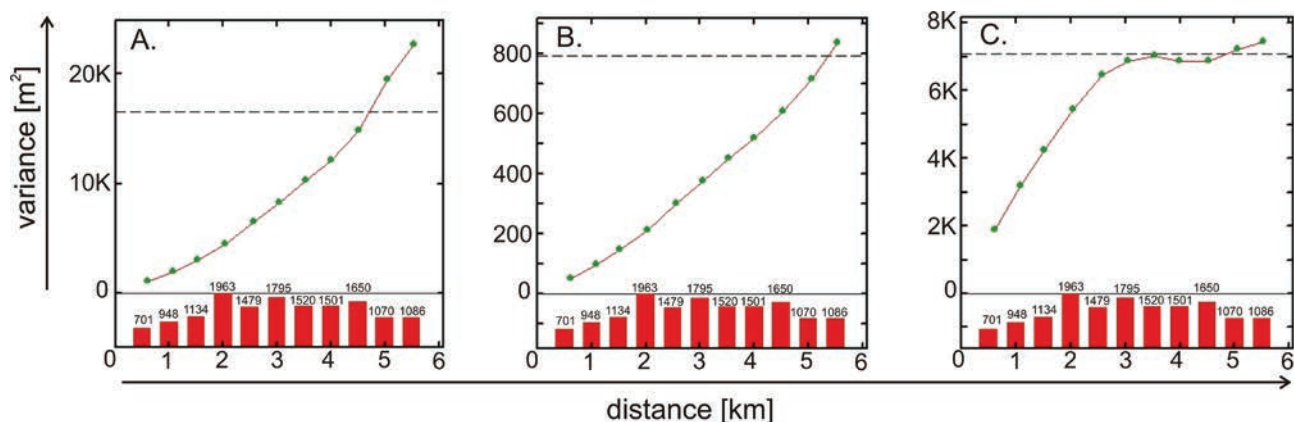 variance [m²]
A.
20K
10K
0
701 948 1134 1963 1479 1795 1520 1501 1650 1070 1086
0 1 2 3 4 5 6
B.
800
600
400
200
0
701 948 1134 1963 1479 1795 1520 1501 1650 1070 1086
0 1 2 3 4 5 6
C.
8K
6K
4K
2K
0
701 948 1134 1963 1479 1795 1520 1501 1650 1070 1086
0 1 2 3 4 5 6
distance [km]